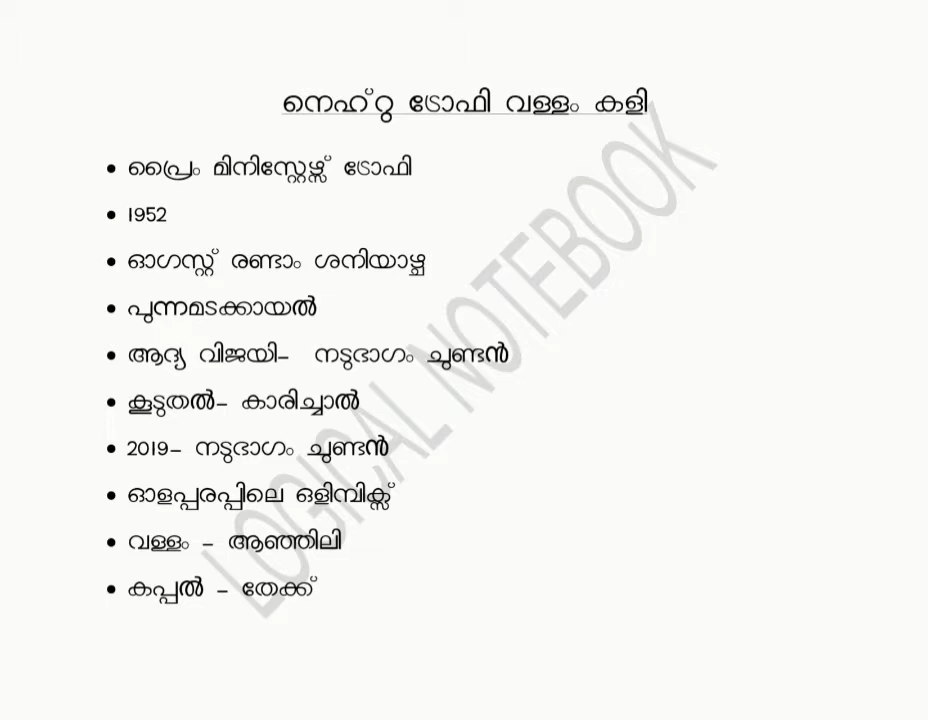 നെഹ്റു ട്രോഫി വള്ളം കളി
• പ്രൈം മിനിസ്റ്റേഴ്സ് ട്രോഫി
• 1952
• ഓഗസ്റ്റ് രണ്ടാം ശനിയാഴ്ച
• പുന്നമടക്കായൽ
• ആദ്യ വിജയി- നടുഭാഗം ചുണ്ടൻ
• കൂടുതൽ- കാരിച്ചാൽ
• 2019- നടുഭാഗം ചുണ്ടൻ
• ഓളപ്പരപ്പിലെ ഒളിമ്പിക്സ്
• വള്ളം - ആഞ്ഞിലി
• കപ്പൽ - തേക്ക്
LOGICAL NOTEBOOK